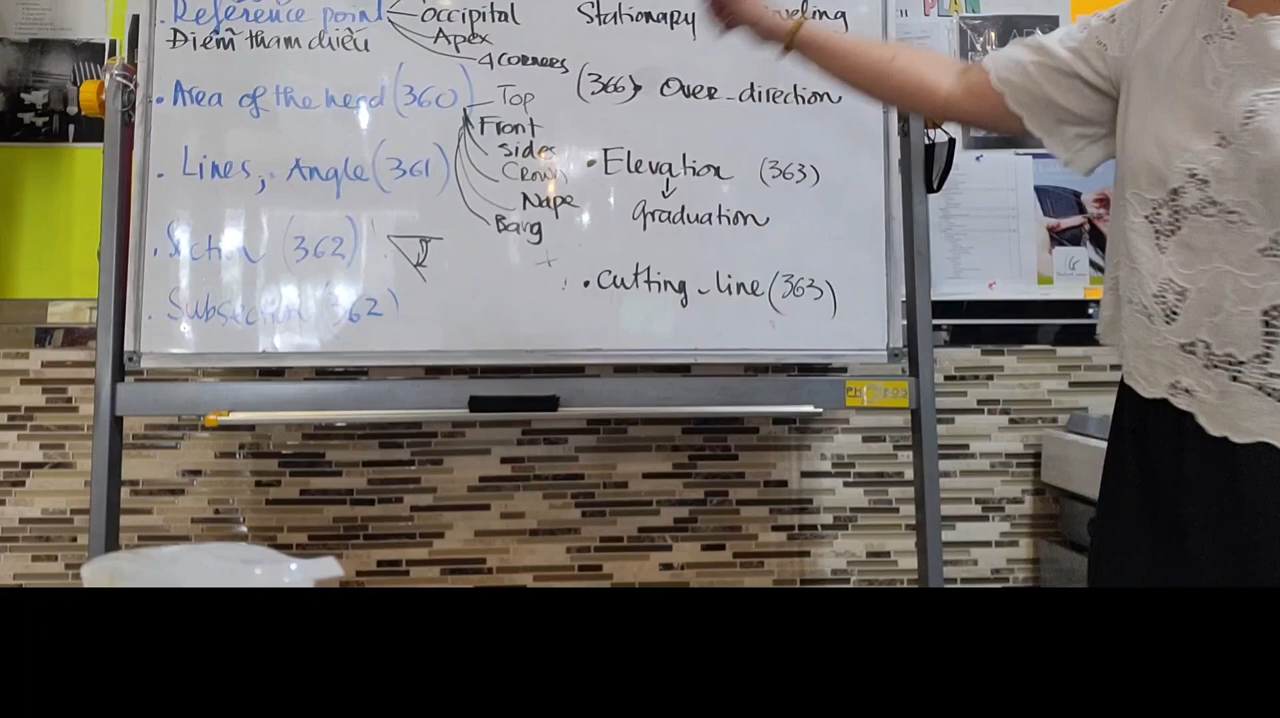 • Reference point
Điểm tham chiếu
occipital
Apex
4 corners
• Area of the head (360)
Top
Front
sides
Crown
Nape
Bang
• Lines, Angle (361)
• Section (362)
• Subsection (362)
Stationary
(366) Over-direction
• Elevation (363)
graduation
• cutting-line (363)
PLAN